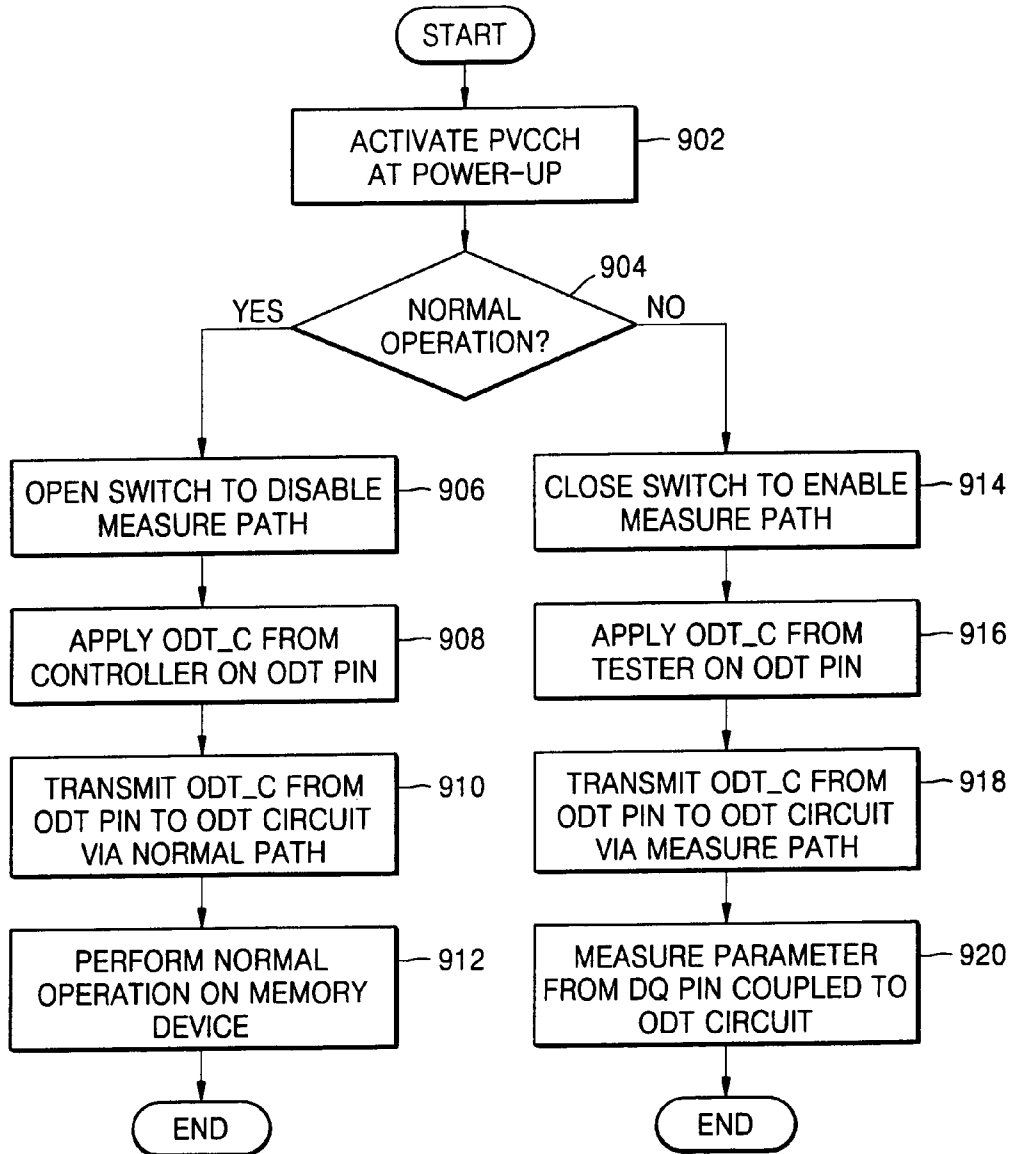 START
ACTIVATE PVCCH
AT POWER-UP
902
904
YES
NORMAL
OPERATION?
NO
OPEN SWITCH TO DISABLE
MEASURE PATH
906
APPLY ODT_C FROM
CONTROLLER ON ODT PIN
908
TRANSMIT ODT_C FROM
ODT PIN TO ODT CIRCUIT
VIA NORMAL PATH
910
PERFORM NORMAL
OPERATION ON MEMORY
DEVICE
912
END
CLOSE SWITCH TO ENABLE
MEASURE PATH
914
APPLY ODT_C FROM
TESTER ON ODT PIN
916
TRANSMIT ODT_C FROM
ODT PIN TO ODT CIRCUIT
VIA MEASURE PATH
918
MEASURE PARAMETER
FROM DQ PIN COUPLED TO
ODT CIRCUIT
920
END